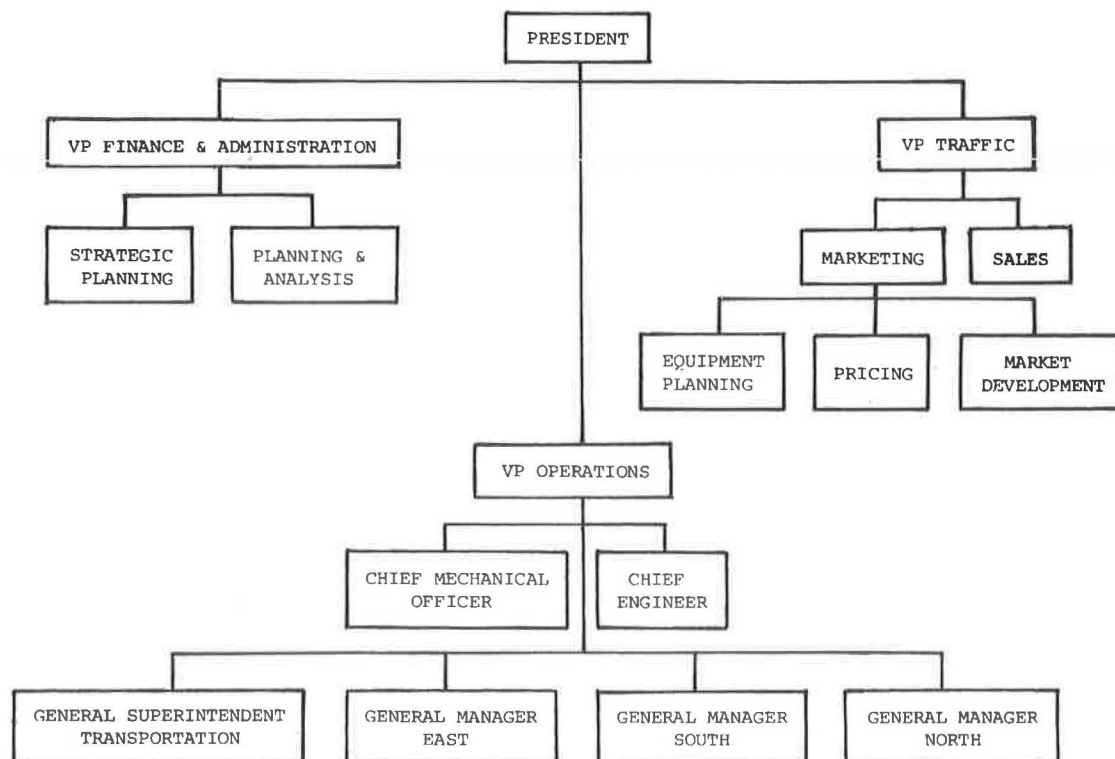 PRESIDENT
VP FINANCE & ADMINISTRATION
VP TRAFFIC
STRATEGIC
PLANNING
PLANNING &
ANALYSIS
MARKETING
SALES
EQUIPMENT
PLANNING
PRICING
MARKET
DEVELOPMENT
VP OPERATIONS
CHIEF MECHANICAL
OFFICER
CHIEF
ENGINEER
GENERAL SUPERINTENDENT
TRANSPORTATION
GENERAL MANAGER
EAST
GENERAL MANAGER
SOUTH
GENERAL MANAGER
NORTH